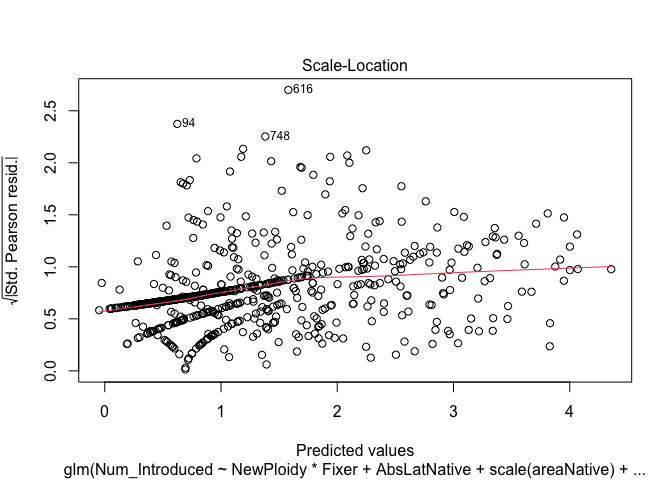 Scale-Location
616
94
748
√|Std. Pearson resid.|
0.0 0.5 1.0 1.5 2.0 2.5
0 1 2 3 4
Predicted values
glm(Num_Introduced ~ NewPloidy * Fixer + AbsLatNative + scale(areaNative) + ...